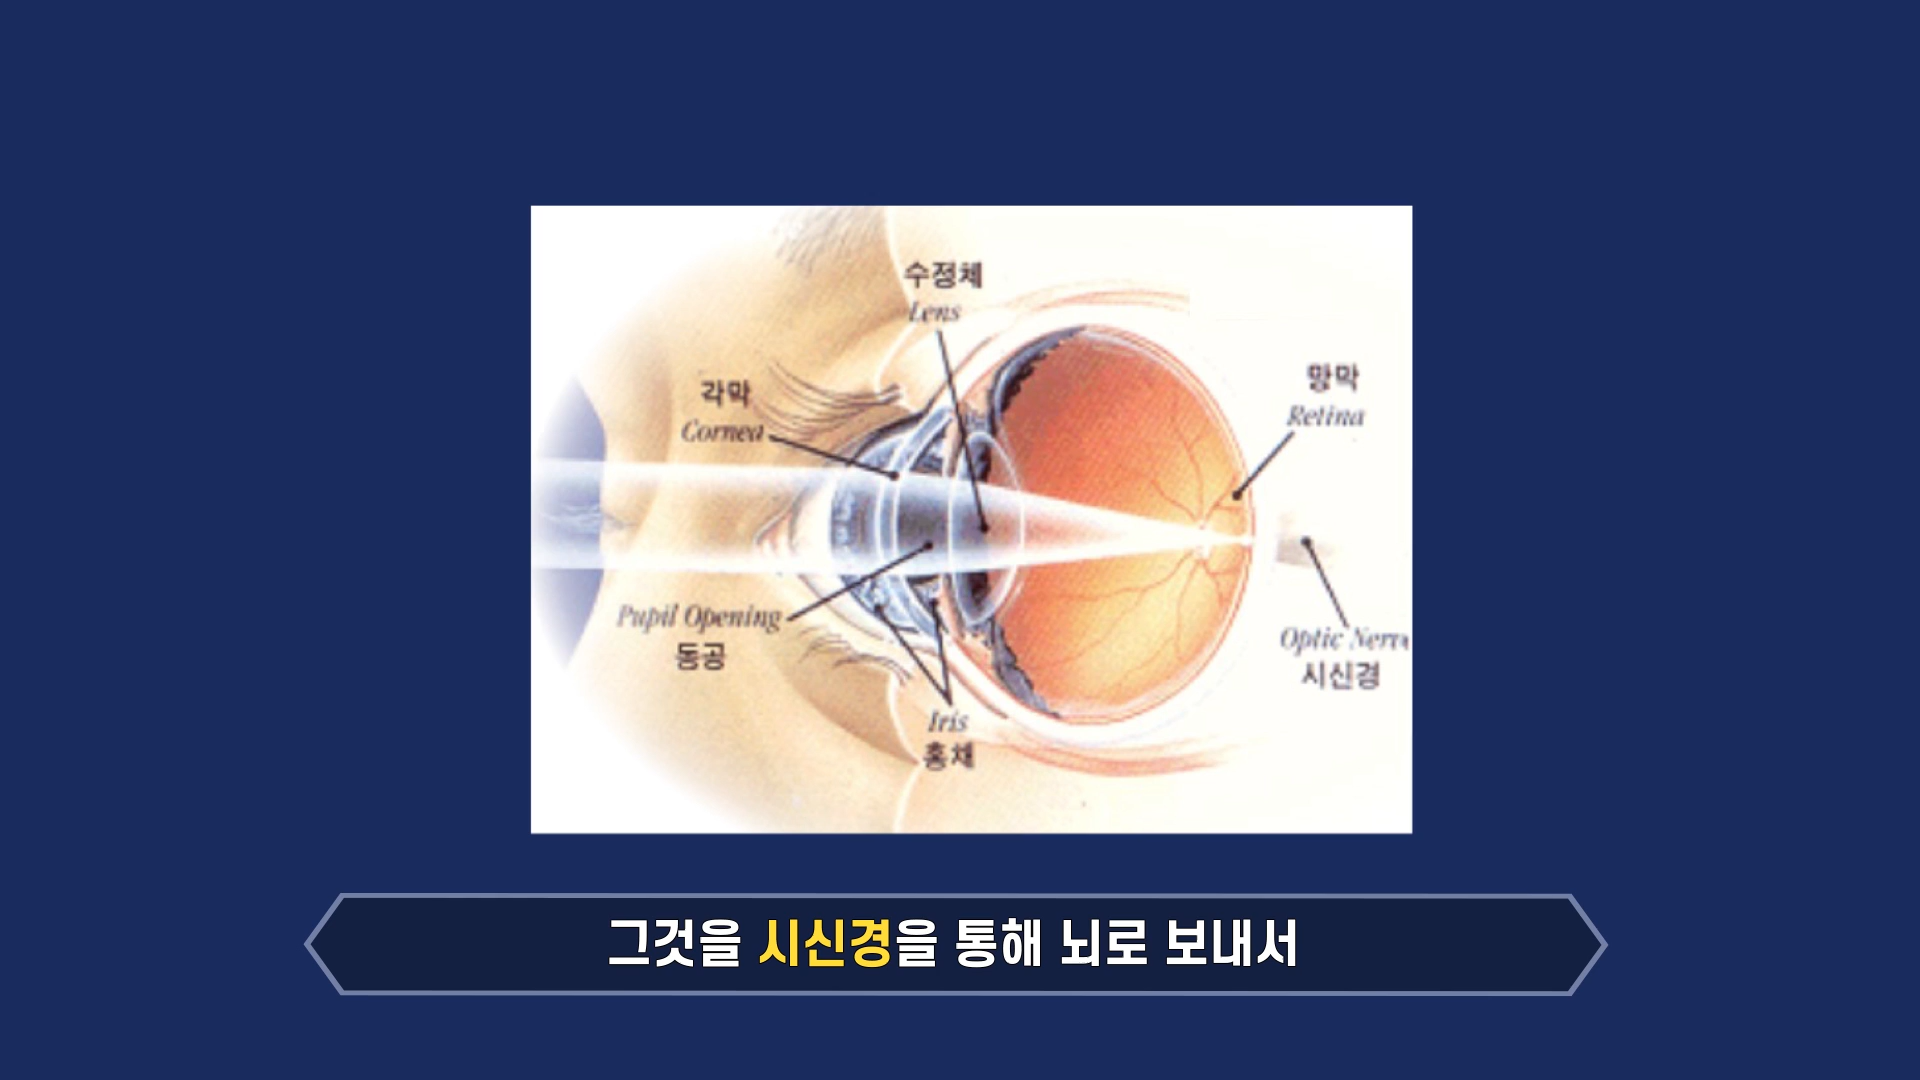 수정체
Lens
각막
Cornea
망막
Retina
Pupil Opening
동공
Optic
시신경
Iris
홍채
그것을 시신경을 통해 뇌로 보내서